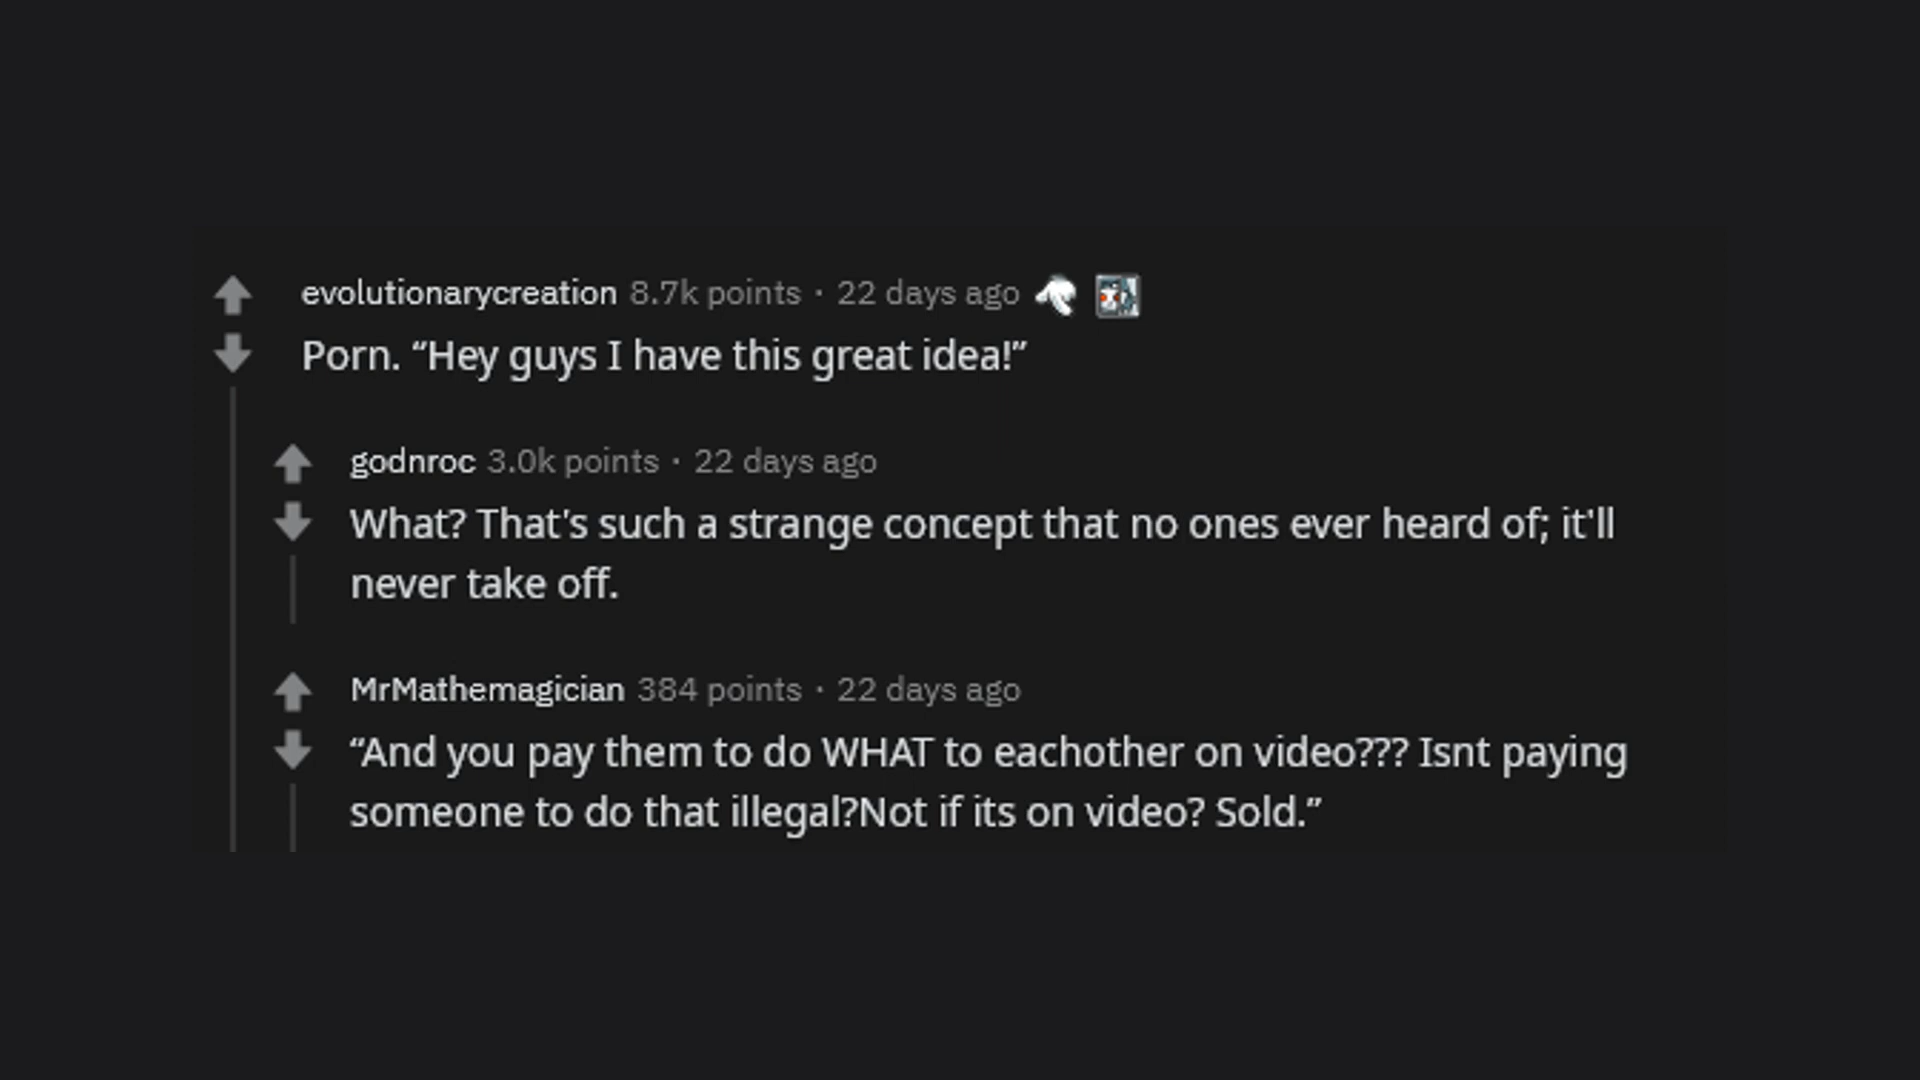 evolutionarycreation 8.7k points · 22 days ago
Porn. “Hey guys I have this great idea!”
godnroc 3.0k points · 22 days ago
What? That's such a strange concept that no ones ever heard of; it'll
never take off.
MrMathemagician 384 points · 22 days ago
“And you pay them to do WHAT to eachother on video??? Isnt paying
someone to do that illegal?Not if its on video? Sold.”